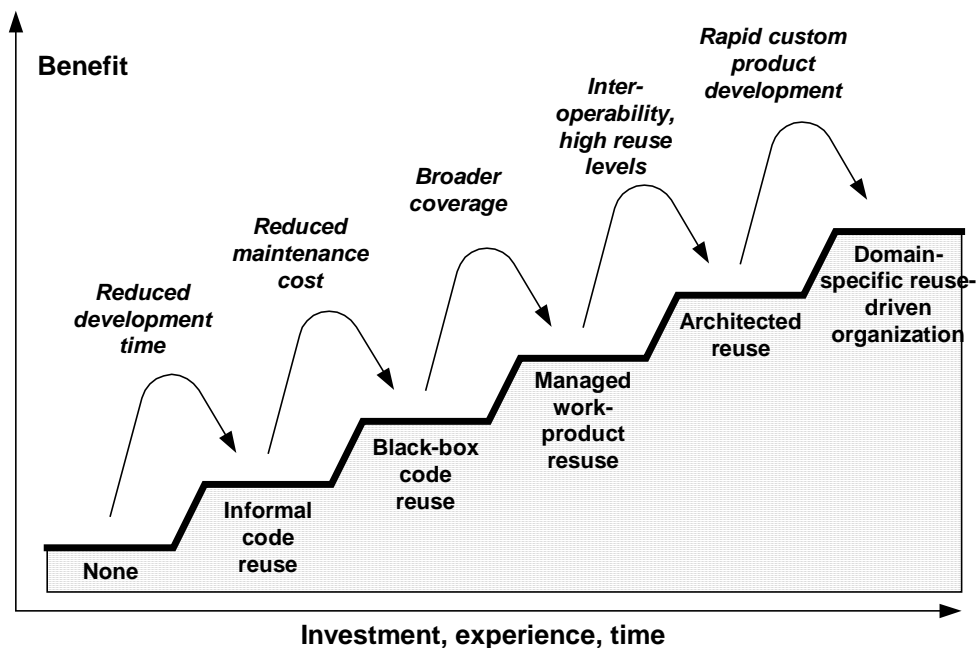 Benefit
Rapid custom
product
development
Inter-
operability,
high reuse
levels
Broader
coverage
Reduced
maintenance
cost
Reduced
development
time
None
Informal
code
reuse
Black-box
code
reuse
Managed
work-
product
resuse
Architected
reuse
Domain-
specific reuse-
driven
organization
Investment, experience, time